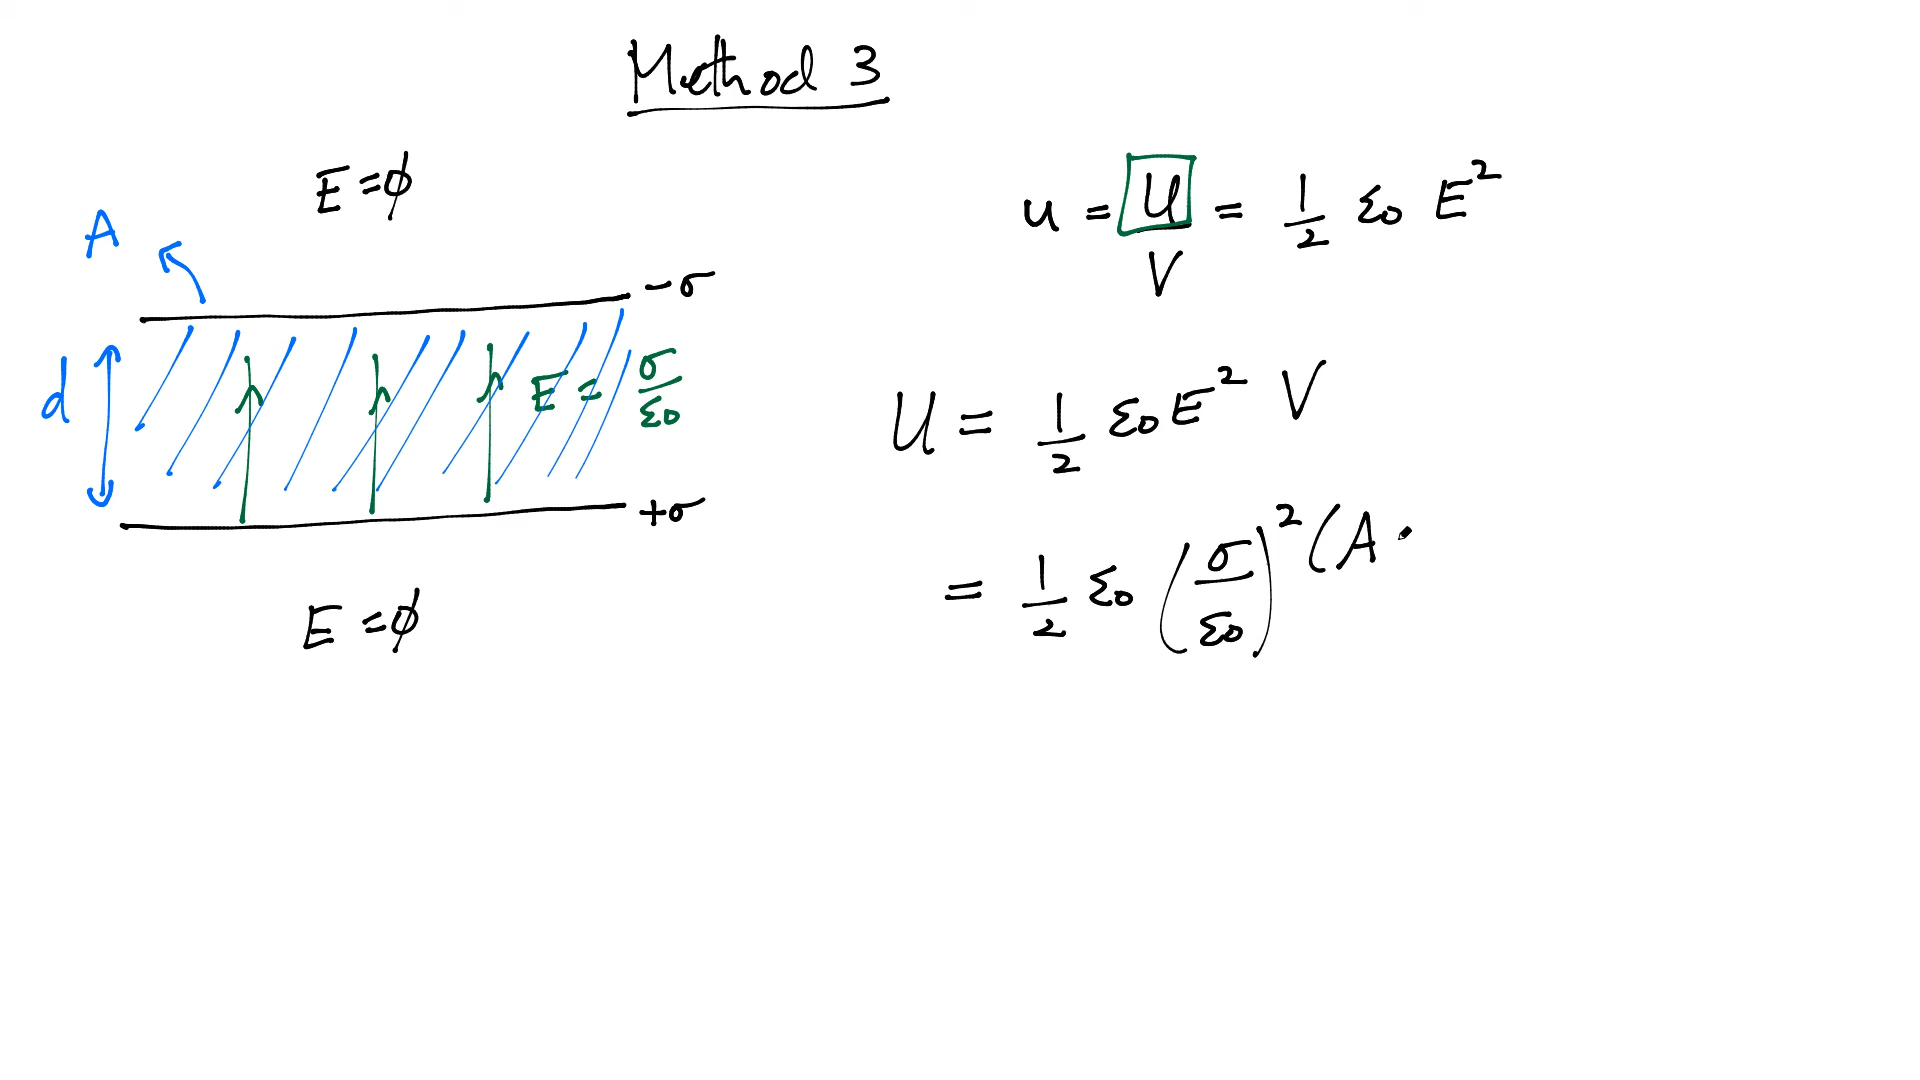 Method 3
E = ϕ
A
-σ
d
E = σ/ε0
+σ
E = ϕ
u = U/V = 1/2 ε0 E²
U = 1/2 ε0 E² V
= 1/2 ε0 (σ/ε0)² (A ·